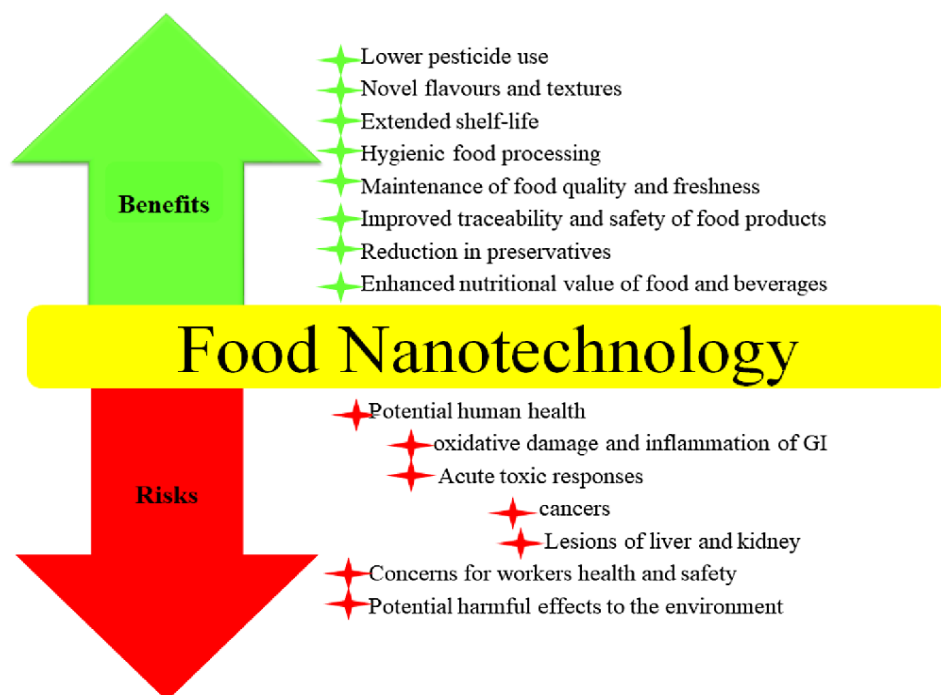 Lower pesticide use
Novel flavours and textures
Extended shelf-life
Hygienic food processing
Maintenance of food quality and freshness
Benefits
Improved traceability and safety of food products
Reduction in preservatives
Enhanced nutritional value of food and beverages
Food Nanotechnology
Potential human health
oxidative damage and inflammation of GI
Acute toxic responses
Risks
cancers
Lesions of liver and kidney
Concerns for workers health and safety
Potential harmful effects to the environment